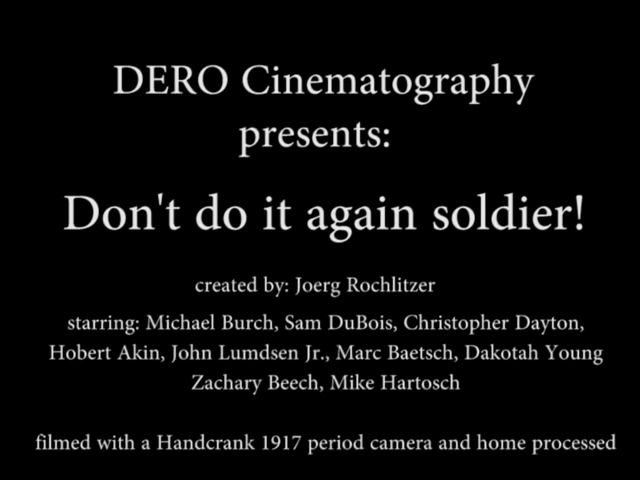 DERO Cinematography
presents:
Don't do it again soldier!
created by: Joerg Rochlitzer
starring: Michael Burch, Sam DuBois, Christopher Dayton,
Hobert Akin, John Lumdsen Jr., Marc Baetsch, Dakotah Young
Zachary Beech, Mike Hartosch
filmed with a Handcrank 1917 period camera and home processed